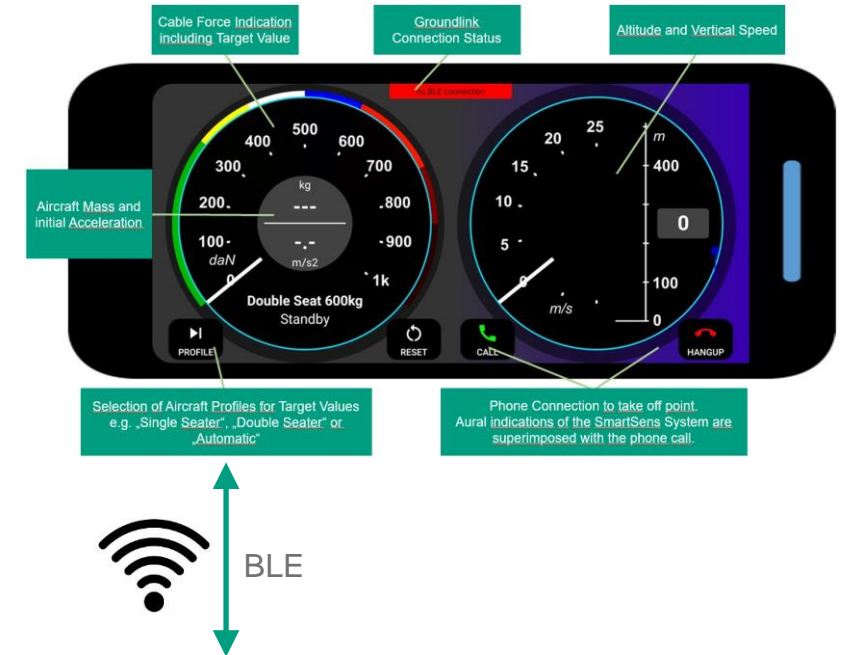 Cable Force Indication
including Target Value
Groundlink
Connection Status
Altitude and Vertical Speed
no BLE connection
Aircraft Mass and
initial Acceleration
0
100
200
300
400
500
600
700
800
900
1k
daN
kg
---
-.-
m/s2
Double Seat 600kg
Standby
PROFILE
RESET
0
5
10
15
20
25
m/s
m
400
0
100
0
CALL
HANGUP
Selection of Aircraft Profiles for Target Values
e.g. „Single Seater“, „Double Seater“ or
„Automatic“
Phone Connection to take off point.
Aural indications of the SmartSens System are
superimposed with the phone call.
BLE